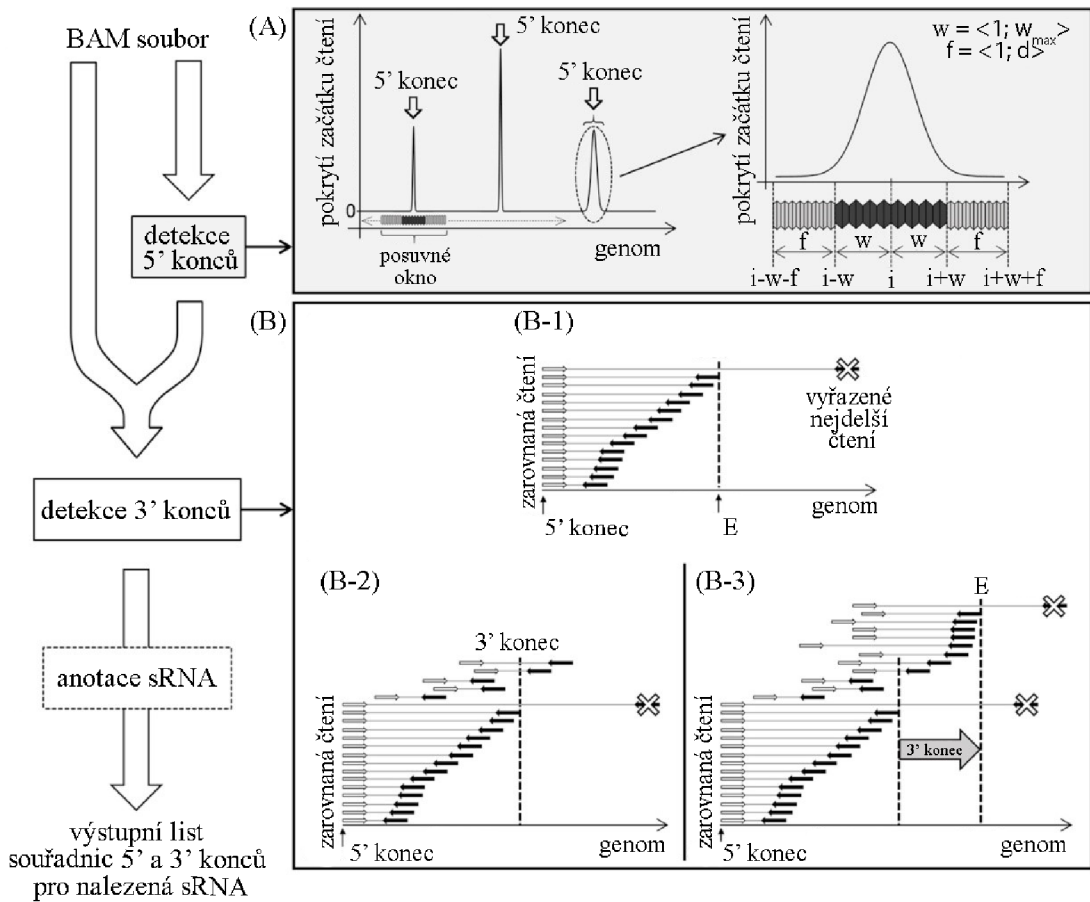 BAM soubor
detekce
5’ konců
detekce 3’ konců
anotace sRNA
výstupní list
souřadnic 5’ a 3’ konců
pro nalezená sRNA
(A)
pokrytí začátku čtení
0
5’ konec
5’ konec
5’ konec
posuvné
okno
genom
pokrytí začátku čtení
w = <1; wmax>
f = <1; d>
f
w
w
f
i-w-f
i-w
i
i+w
i+w+f
(B)
(B-1)
zarovnaná čtení
vyřazené
nejdelší
čtení
genom
5’ konec
E
(B-2)
3’ konec
zarovnaná čtení
5’ konec
genom
(B-3)
E
zarovnaná čtení
3’ konec
5’ konec
genom